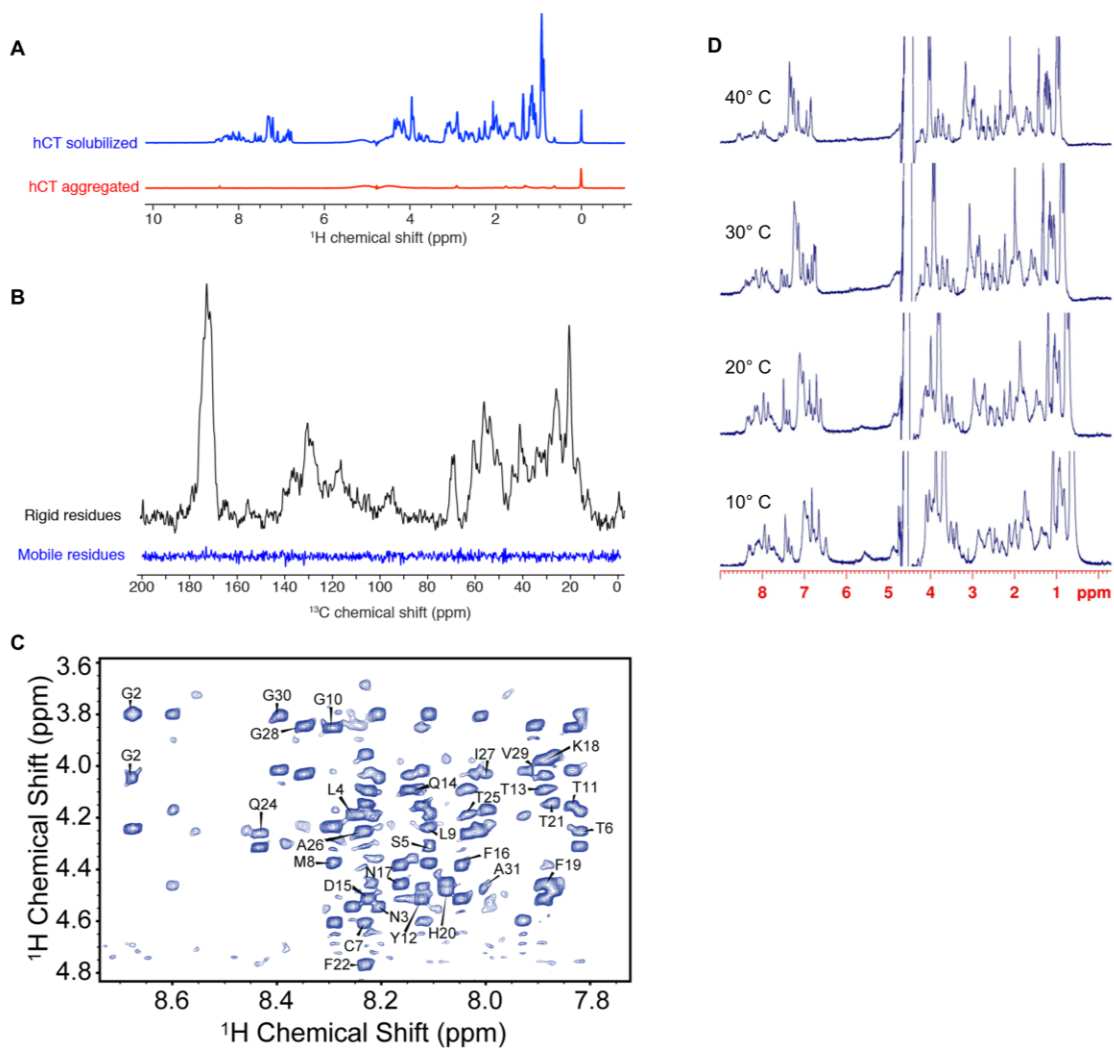 A
hCT solubilized
hCT aggregated
10 8 6 4 2 0
¹H chemical shift (ppm)
B
Rigid residues
Mobile residues
200 180 160 140 120 100 80 60 40 20 0
¹³C chemical shift (ppm)
C
3.6
3.8
4.0
4.2
4.4
4.6
4.8
¹H Chemical Shift (ppm)
G2
G30
G10
G28
G2
I27
V29
K18
Q14
T13
T11
L4
T25
Q24
T21
T6
L9
A26
S5
M8
F16
F19
N17
A31
D15
N3
Y12
H20
C7
F22
8.6 8.4 8.2 8.0 7.8
¹H Chemical Shift (ppm)
D
40° C
30° C
20° C
10° C
8 7 6 5 4 3 2 1 ppm